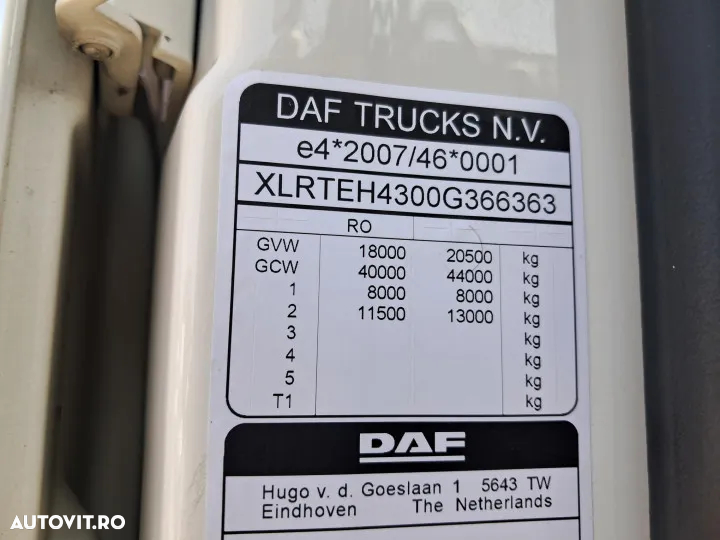 DAF TRUCKS N.V.
e4*2007/46*0001
XLRTEH4300G366363
RO
GVW 18000 20500 kg
GCW 40000 44000 kg
1 8000 8000 kg
2 11500 13000 kg
3 kg
4 kg
5 kg
T1 kg
DAF
Hugo v. d. Goeslaan 1 5643 TW
Eindhoven The Netherlands
AUTOVIT.RO